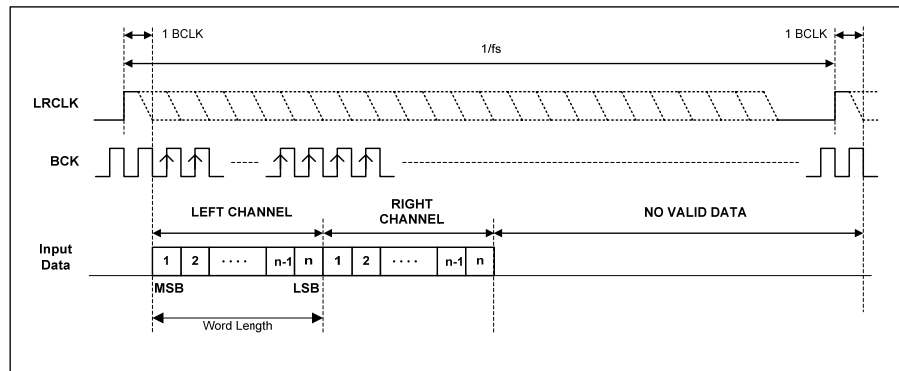 1 BCLK
1 BCLK
1/fs
LRCLK
BCK
LEFT CHANNEL
RIGHT
CHANNEL
NO VALID DATA
Input
Data
1 2 .... n-1 n 1 2 .... n-1 n
MSB
LSB
Word Length